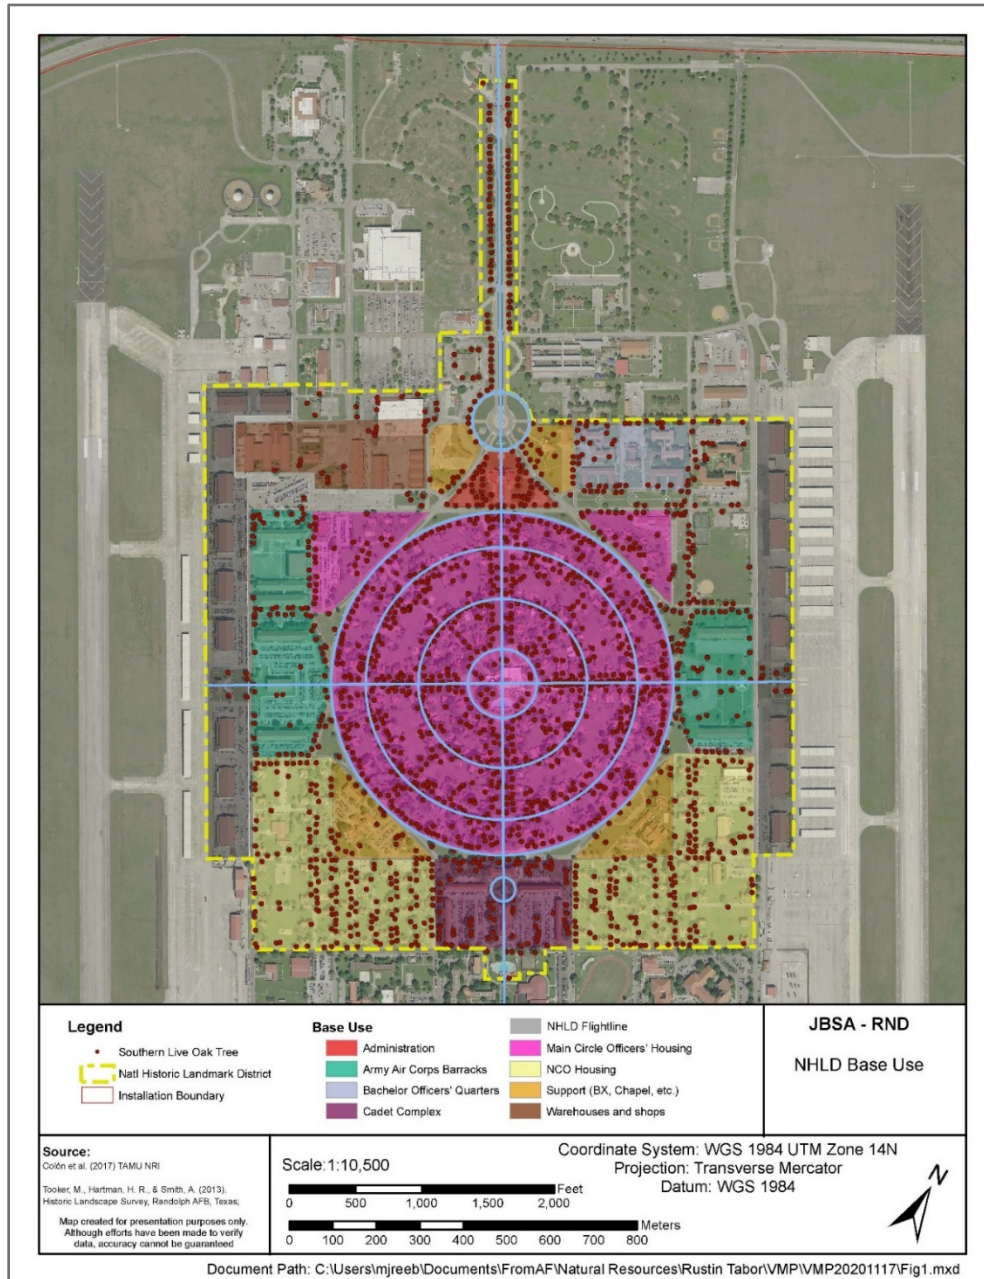 Legend
Southern Live Oak Tree
Natl Historic Landmark District
Installation Boundary
Base Use
Administration
Army Air Corps Barracks
Bachelor Officers' Quarters
Cadet Complex
NHLD Flightline
Main Circle Officers' Housing
NCO Housing
Support (BX, Chapel, etc.)
Warehouses and shops
JBSA - RND
NHLD Base Use
Source:
Colón et al. (2017) TAMU NRI
Tooker, M., Hartman, H. R., & Smith, A. (2013).
Historic Landscape Survey, Randolph AFB, Texas;
Map created for presentation purposes only.
Although efforts have been made to verify
data, accuracy cannot be guaranteed
Scale:1:10,500
Feet
0 500 1,000 1,500 2,000
Meters
0 100 200 300 400 500 600 700 800
Coordinate System: WGS 1984 UTM Zone 14N
Projection: Transverse Mercator
Datum: WGS 1984
N
Document Path: C:\Users\mjreeb\Documents\FromAF\Natural Resources\Rustin Tabor\VMP\VMP20201117\Fig1.mxd